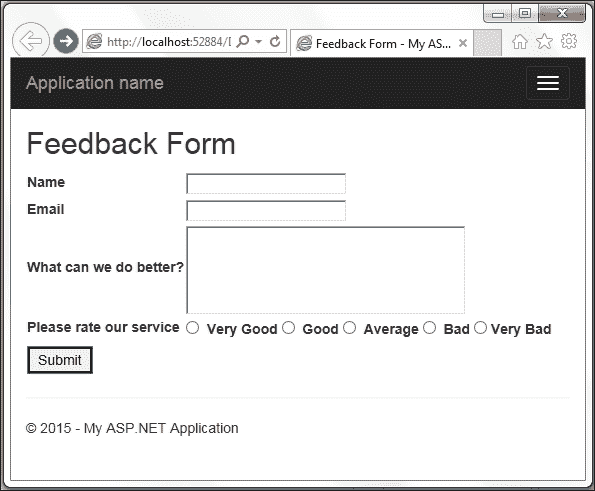 http://localhost:52884/D
Feedback Form - My AS...
Application name
Feedback Form
Name
Email
What can we do better?
Please rate our service Very Good Good Average Bad Very Bad
Submit
© 2015 - My ASP.NET Application